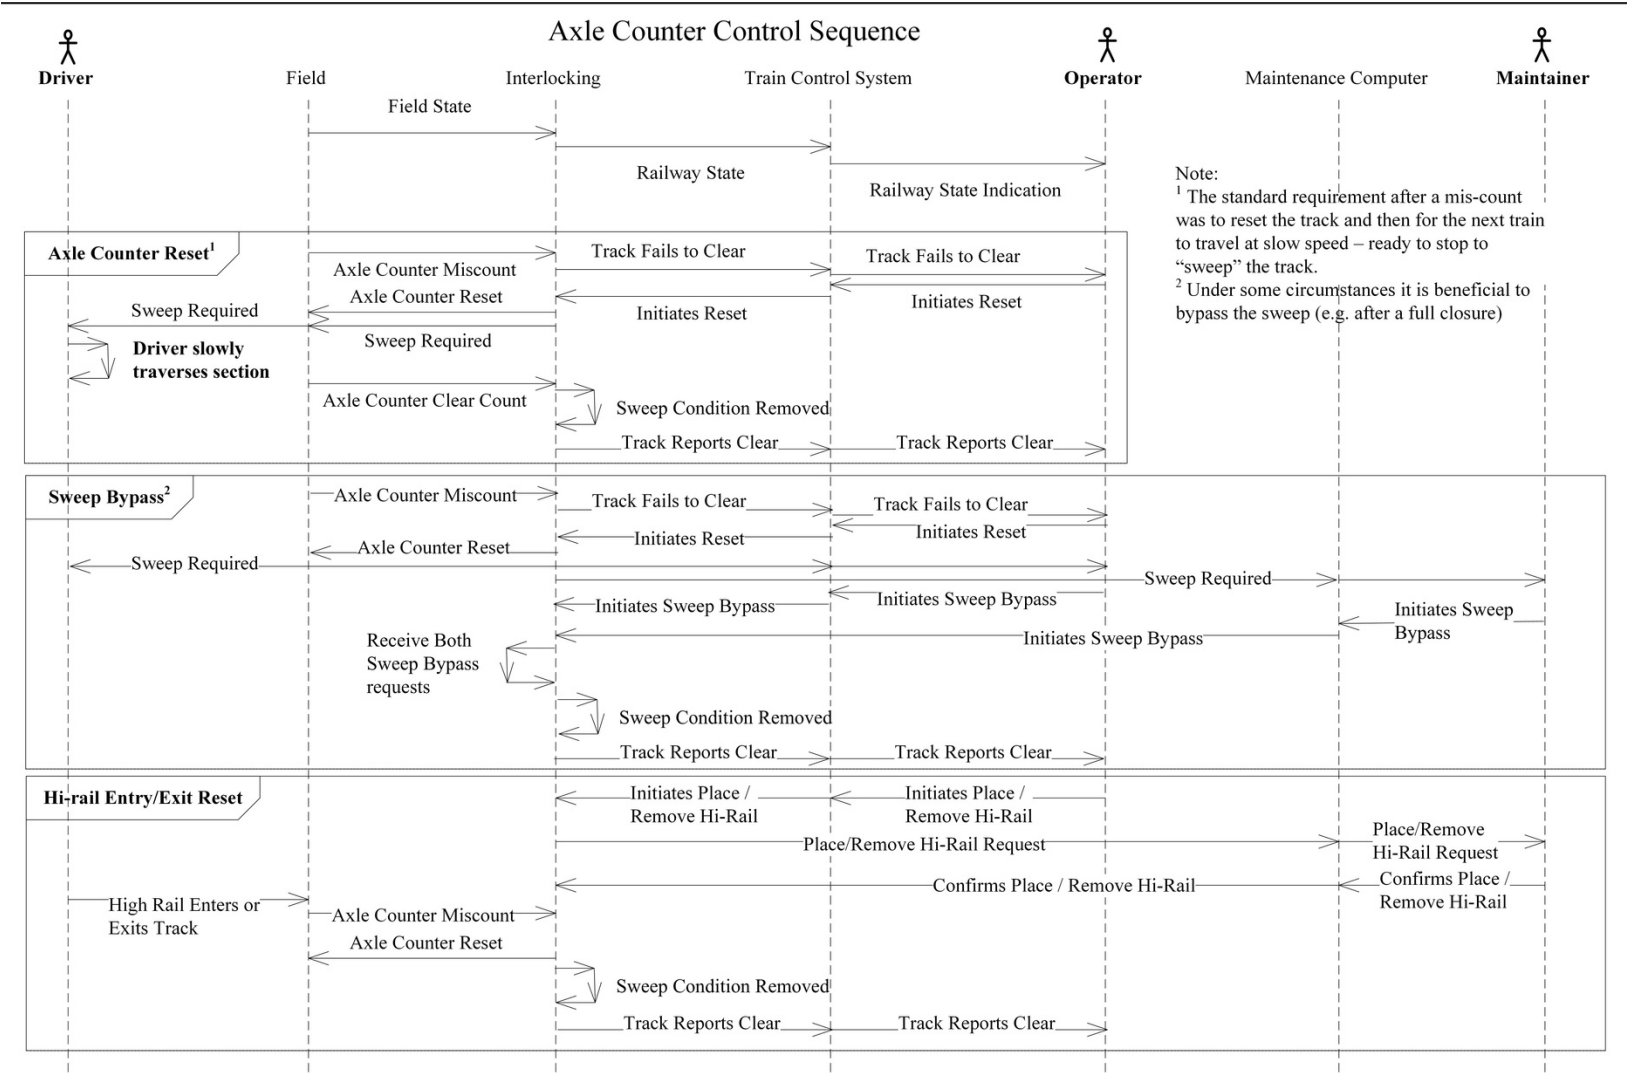 Axle Counter Control Sequence
Driver
Field
Interlocking
Train Control System
Operator
Maintenance Computer
Maintainer
Field State
Railway State
Railway State Indication
Note:
1 The standard requirement after a mis-count
was to reset the track and then for the next train
to travel at slow speed – ready to stop to
“sweep” the track.
2 Under some circumstances it is beneficial to
bypass the sweep (e.g. after a full closure)
Axle Counter Reset1
Axle Counter Miscount
Track Fails to Clear
Track Fails to Clear
Axle Counter Reset
Initiates Reset
Initiates Reset
Sweep Required
Sweep Required
Driver slowly
traverses section
Axle Counter Clear Count
Sweep Condition Removed
Track Reports Clear
Track Reports Clear
Sweep Bypass2
Axle Counter Miscount
Track Fails to Clear
Track Fails to Clear
Initiates Reset
Initiates Reset
Axle Counter Reset
Sweep Required
Sweep Required
Initiates Sweep Bypass
Initiates Sweep Bypass
Initiates Sweep
Bypass
Initiates Sweep Bypass
Receive Both
Sweep Bypass
requests
Sweep Condition Removed
Track Reports Clear
Track Reports Clear
Hi-rail Entry/Exit Reset
Initiates Place /
Remove Hi-Rail
Initiates Place /
Remove Hi-Rail
Place/Remove Hi-Rail Request
Place/Remove
Hi-Rail Request
Confirms Place / Remove Hi-Rail
Confirms Place /
Remove Hi-Rail
High Rail Enters or
Exits Track
Axle Counter Miscount
Axle Counter Reset
Sweep Condition Removed
Track Reports Clear
Track Reports Clear